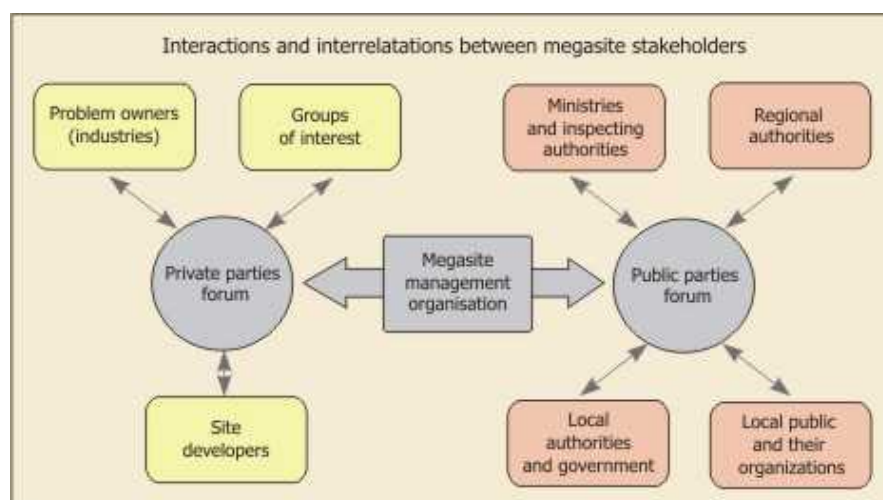 Interactions and interrelatations between megasite stakeholders
Problem owners
(industries)
Groups
of interest
Ministries
and inspecting
authorities
Regional
authorities
Private parties
forum
Megasite
management
organisation
Public parties
forum
Site
developers
Local
authorities
and government
Local public
and their
organizations